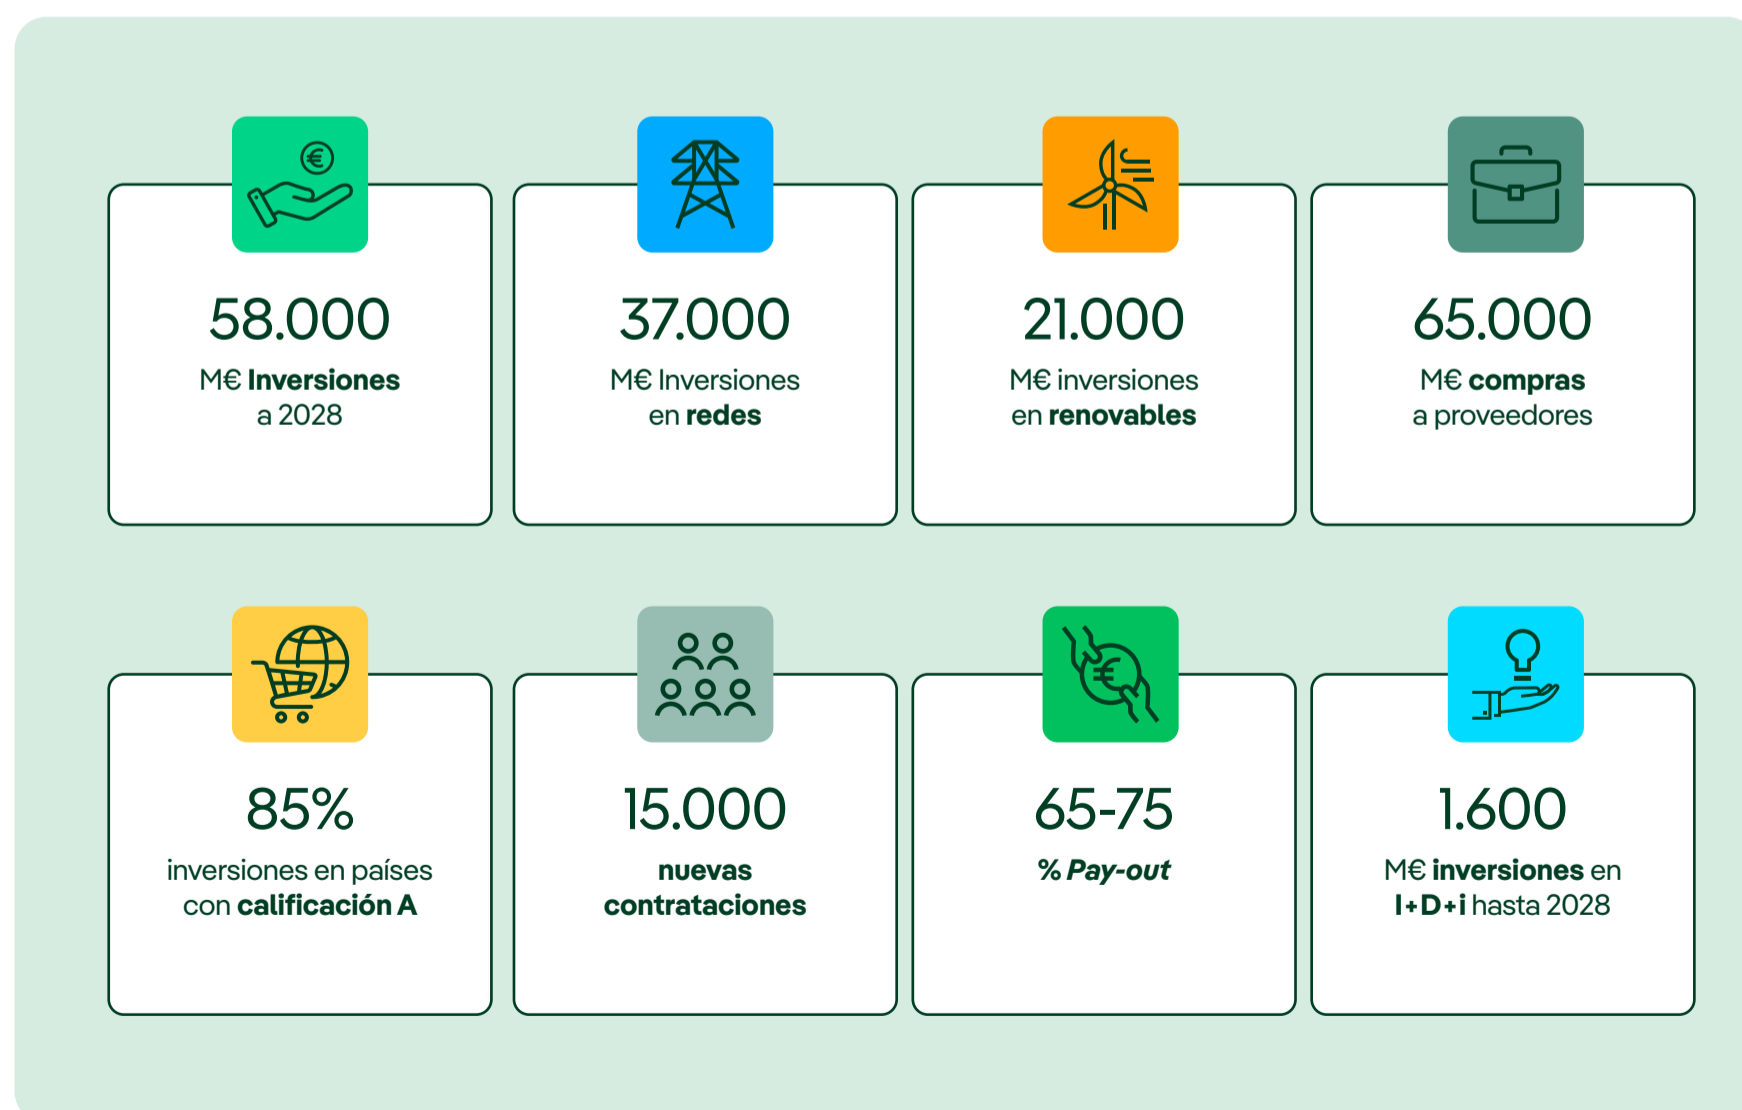 58.000
M€ Inversiones
a 2028
37.000
M€ Inversiones
en redes
21.000
M€ inversiones
en renovables
65.000
M€ compras
a proveedores
85%
inversiones en países
con calificación A
15.000
nuevas
contrataciones
65-75
% Pay-out
1.600
M€ inversiones en
I+D+i hasta 2028